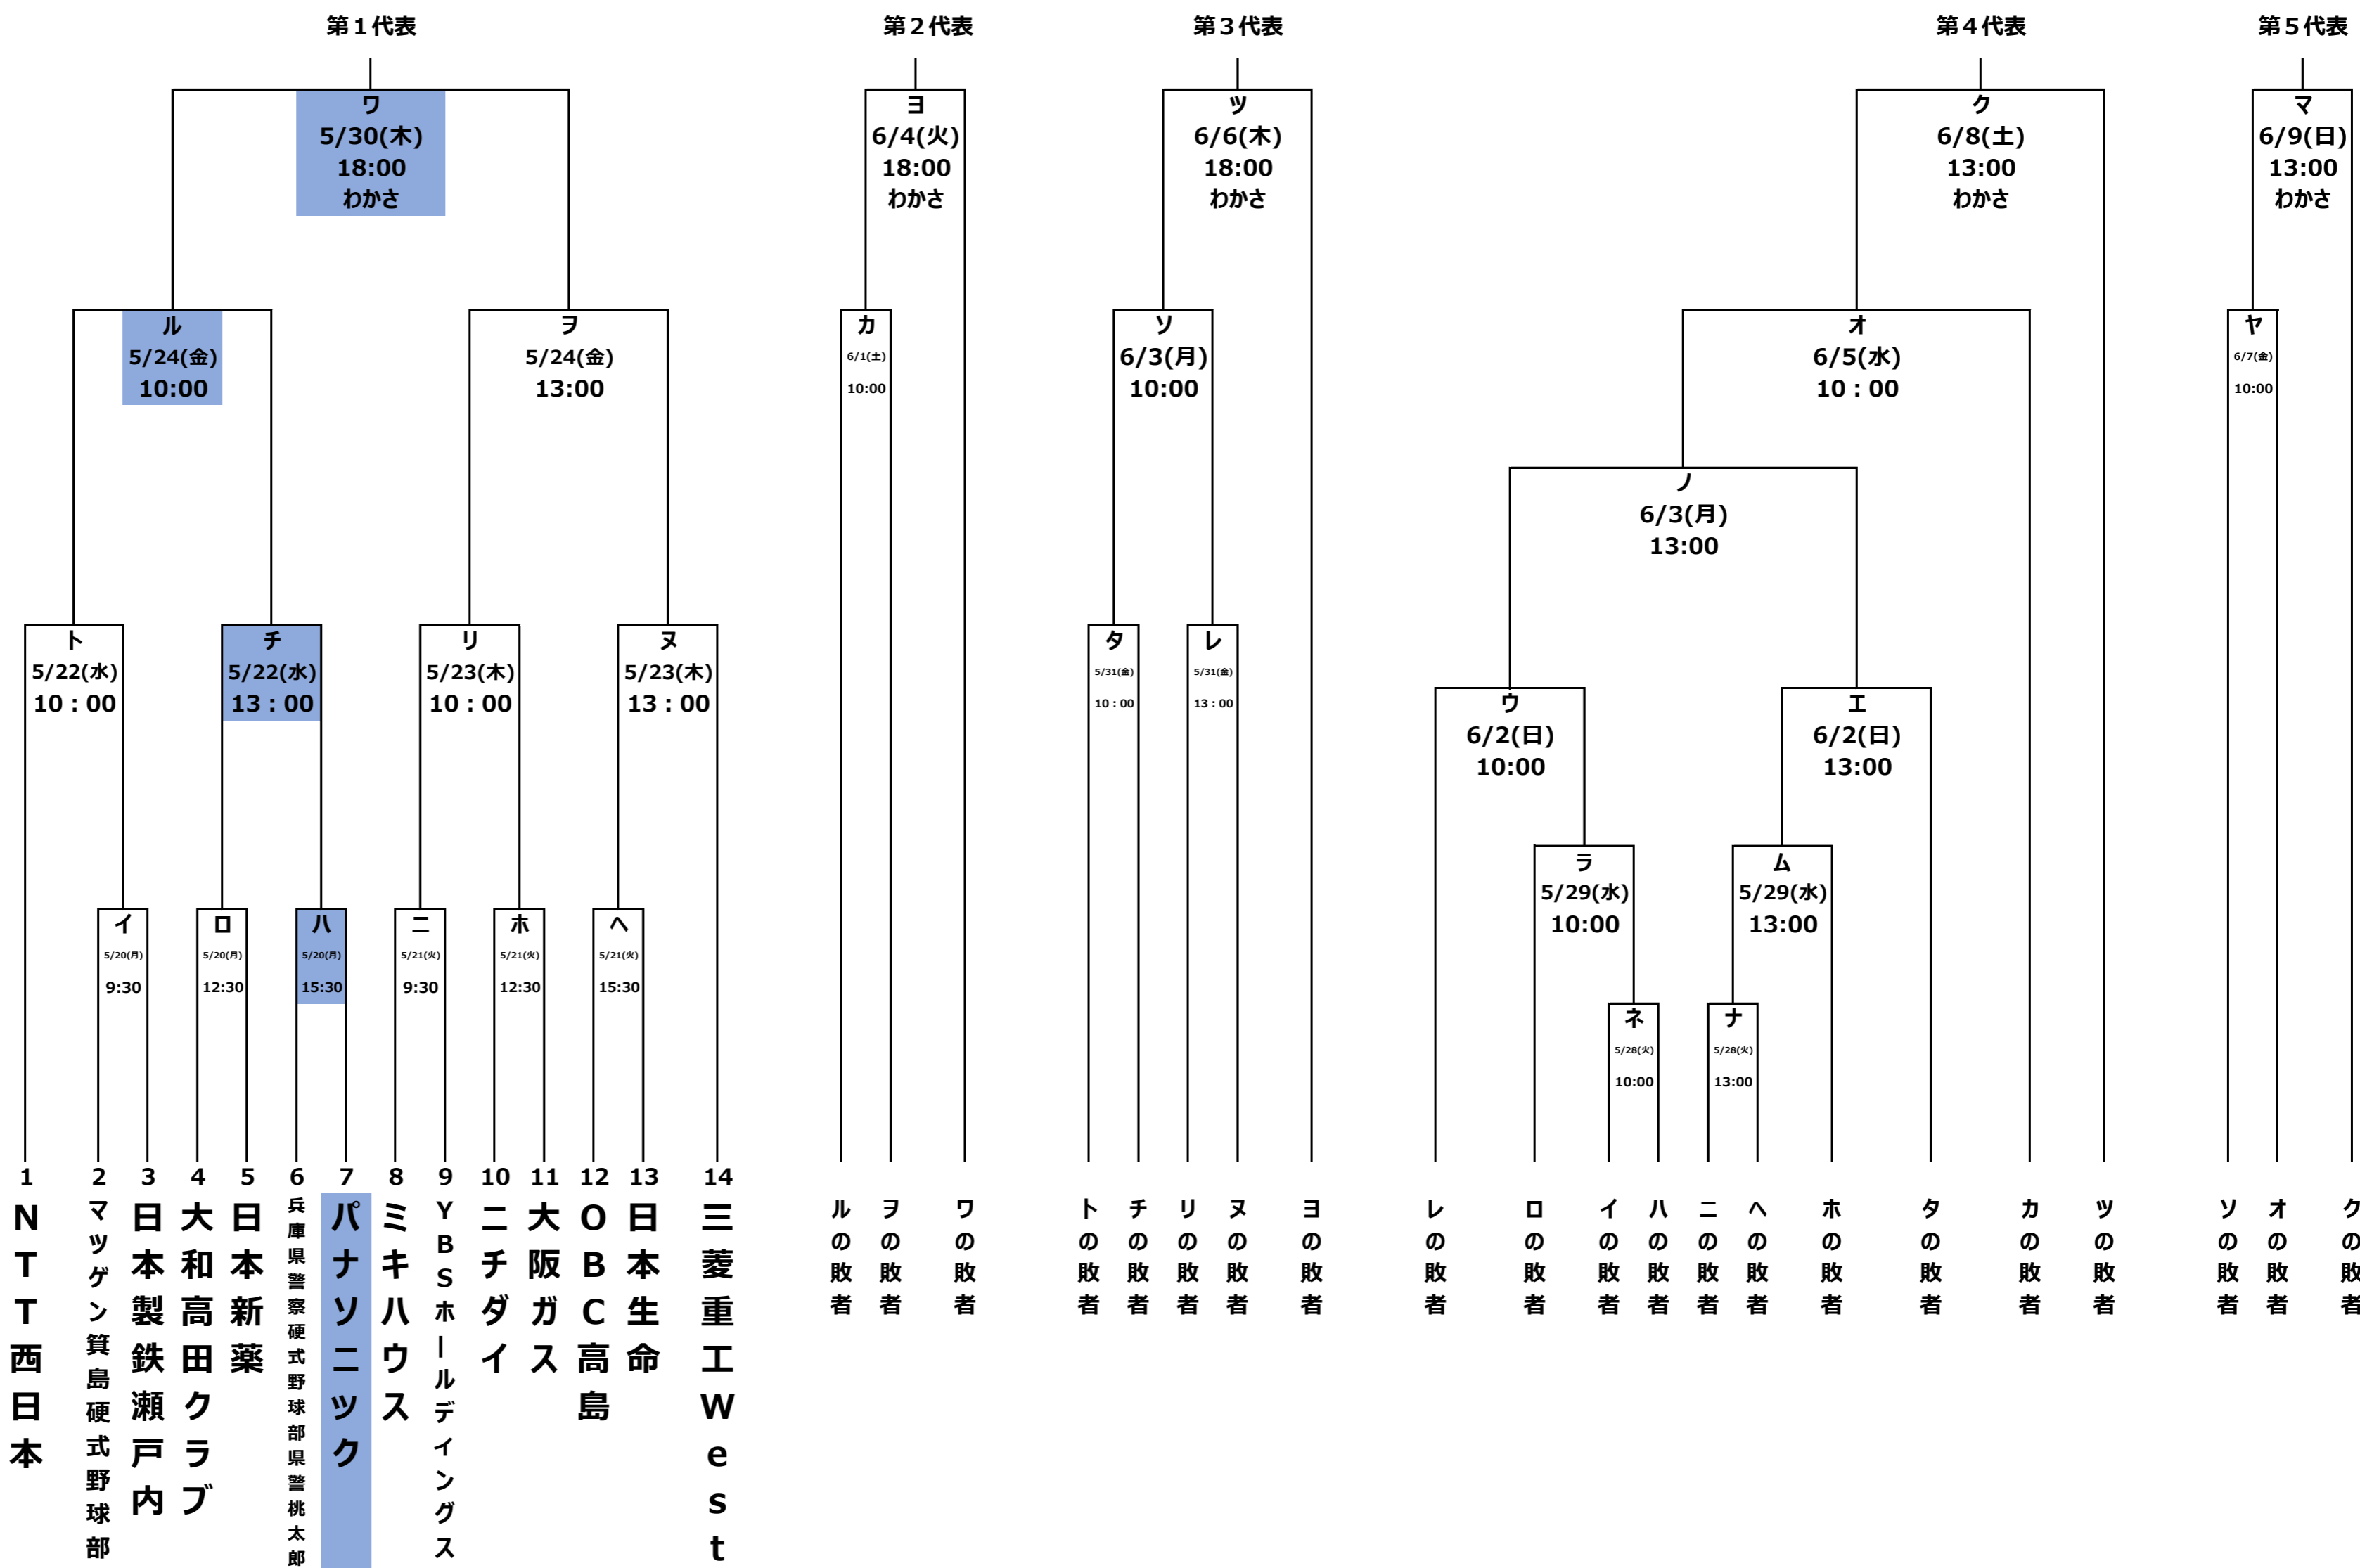 第１代表
第２代表
第３代表
第４代表
第５代表
ワ
5/30(木)
18:00
わかさ
ヨ
6/4(火)
18:00
わかさ
ツ
6/6(木)
18:00
わかさ
ク
6/8(土)
13:00
わかさ
マ
6/9(日)
13:00
わかさ
ル
5/24(金)
10:00
ヲ
5/24(金)
13:00
カ
6/1(土)
10:00
ソ
6/3(月)
10:00
オ
6/5(水)
10：00
ヤ
6/7(金)
10:00
ノ
6/3(月)
13:00
ト
5/22(水)
10：00
チ
5/22(水)
13：00
リ
5/23(木)
10：00
ヌ
5/23(木)
13：00
タ
5/31(金)
10：00
レ
5/31(金)
13：00
ウ
6/2(日)
10:00
エ
6/2(日)
13:00
ラ
5/29(水)
10:00
ム
5/29(水)
13:00
イ
5/20(月)
9:30
ロ
5/20(月)
12:30
ハ
5/20(月)
15:30
ニ
5/21(火)
9:30
ホ
5/21(火)
12:30
ヘ
5/21(火)
15:30
ネ
5/28(火)
10:00
ナ
5/28(火)
13:00
1
NTT西日本
2
マツゲン箕島硬式野球部
3
日本製鉄瀬戸内
4
大和高田クラブ
5
日本新薬
6
兵庫県警察硬式野球部県警桃太郎
7
パナソニック
8
ミキハウス
9
YBSホールディングス
10
ニチダイ
11
大阪ガス
12
OBC高島
13
日本生命
14
三菱重工West
ルの敗者
ヲの敗者
ワの敗者
トの敗者
チの敗者
リの敗者
ヌの敗者
ヨの敗者
レの敗者
ロの敗者
イの敗者
ハの敗者
ニの敗者
ヘの敗者
ホの敗者
タの敗者
カの敗者
ツの敗者
ソの敗者
オの敗者
クの敗者